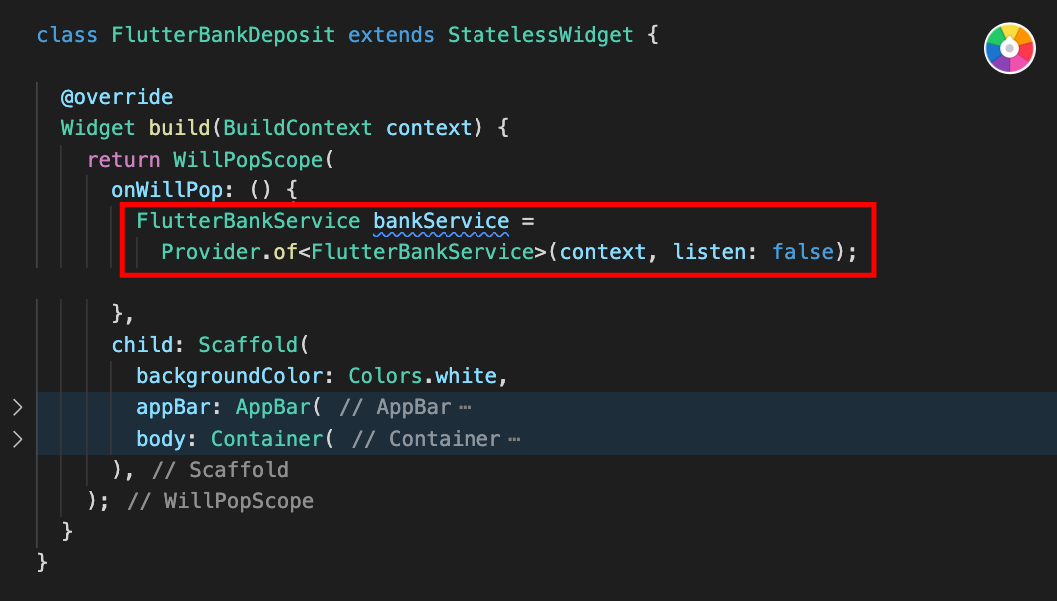 class FlutterBankDeposit extends StatelessWidget {
@override
Widget build(BuildContext context) {
return WillPopScope(
onWillPop: () {
FlutterBankService bankService =
Provider.of<FlutterBankService>(context, listen: false);
},
child: Scaffold(
backgroundColor: Colors.white,
appBar: AppBar( // AppBar ⋯
body: Container( // Container ⋯
), // Scaffold
); // WillPopScope
}
}